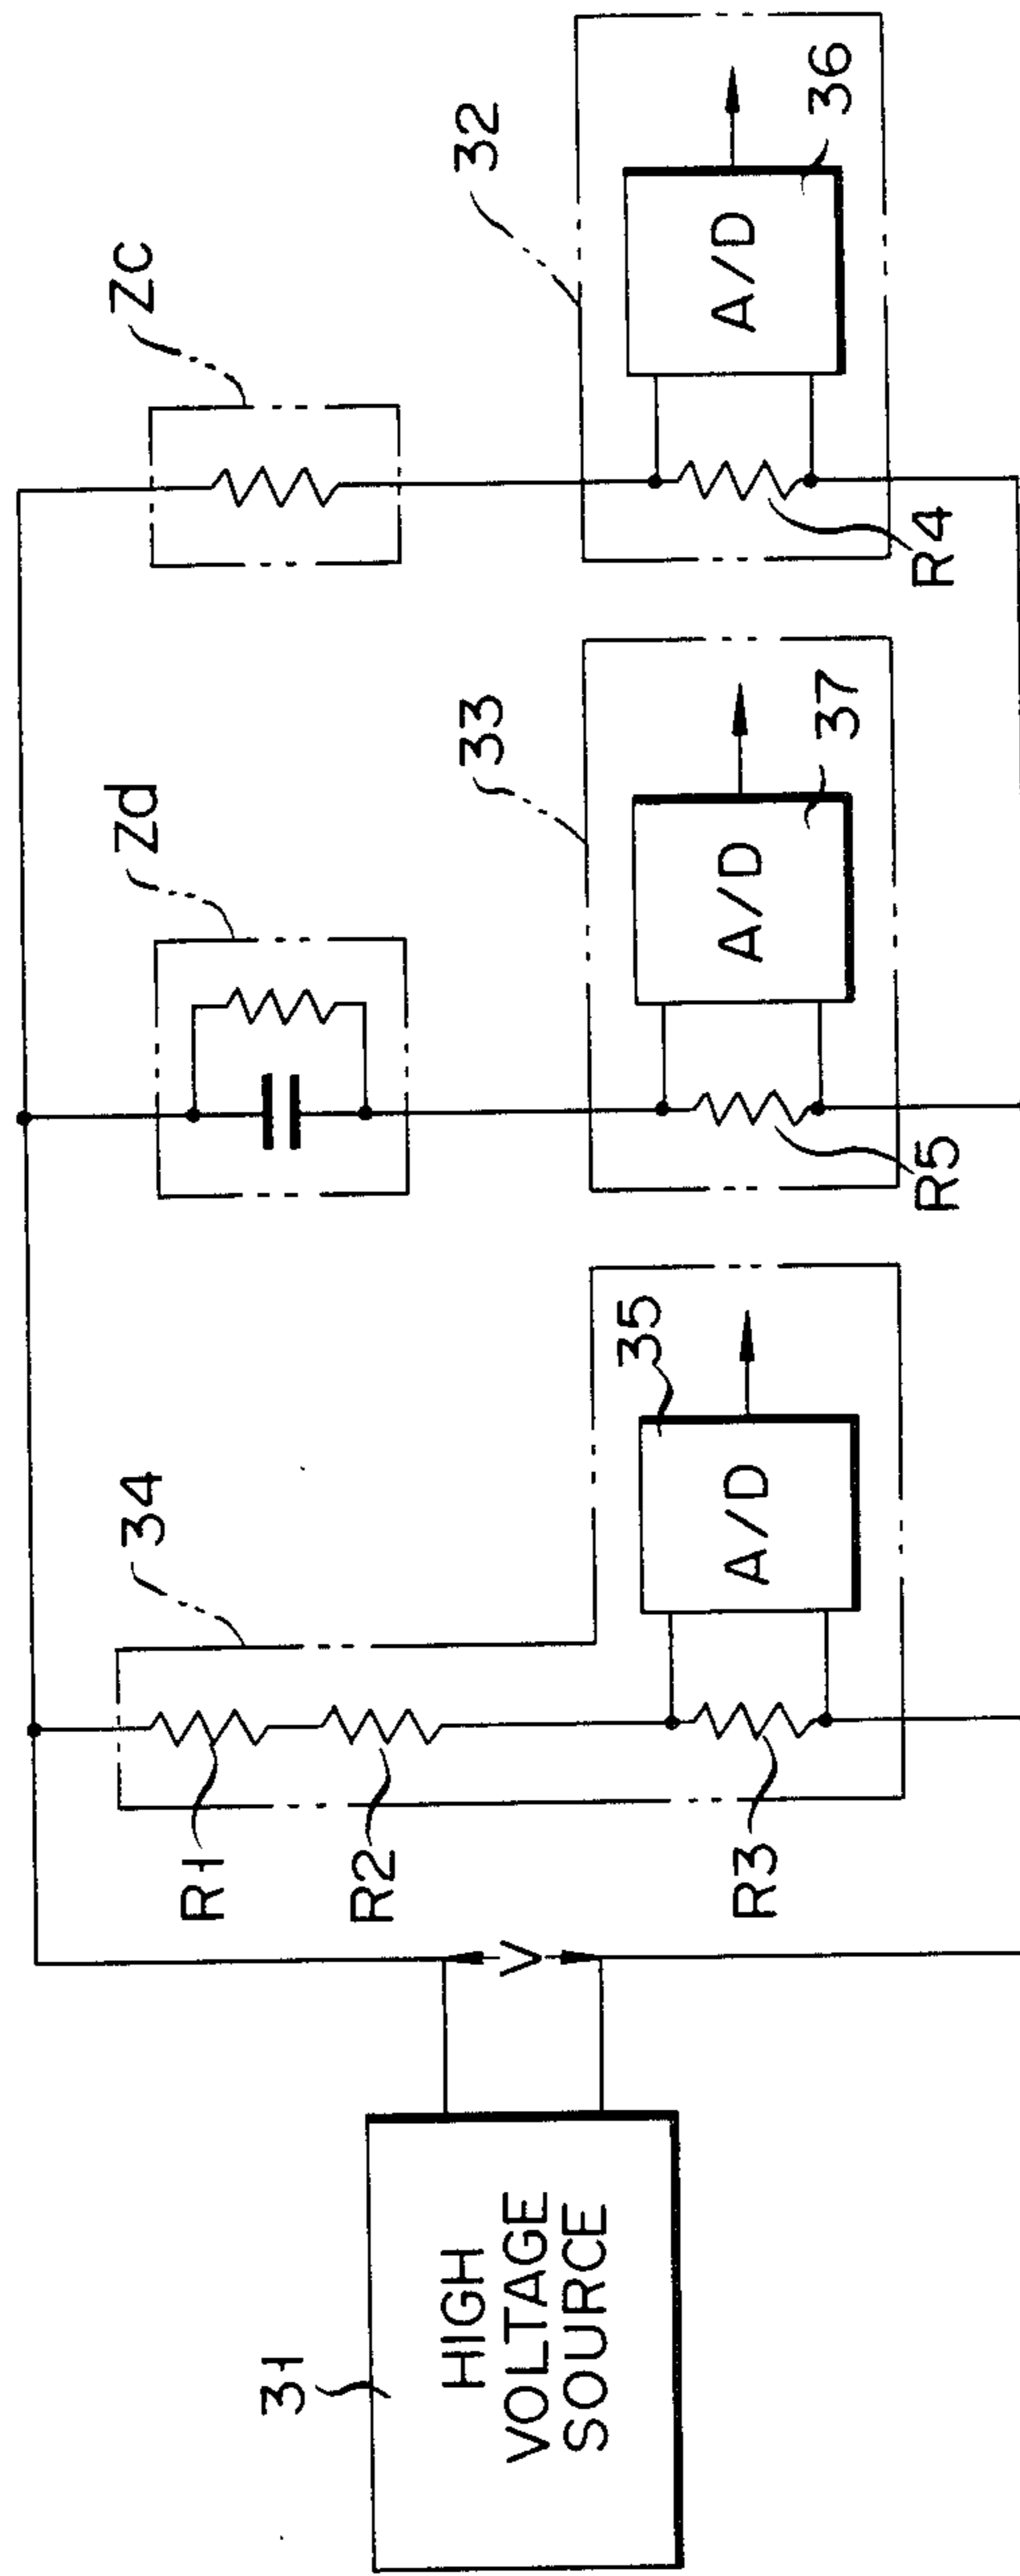 31
HIGH
VOLTAGE
SOURCE
V
34
R1
R2
R3
35
A/D
Zd
33
37
A/D
R5
Zc
32
36
A/D
R4